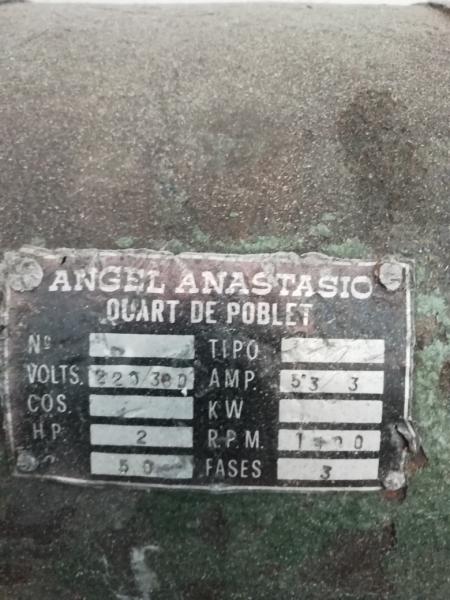 ANGEL ANASTASIO
QUART DE POBLET
Nº TIPO
VOLTS. 220/380 AMP. 5'3 3
COS. KW
H.P. 2 R.P.M.
50 FASES 3